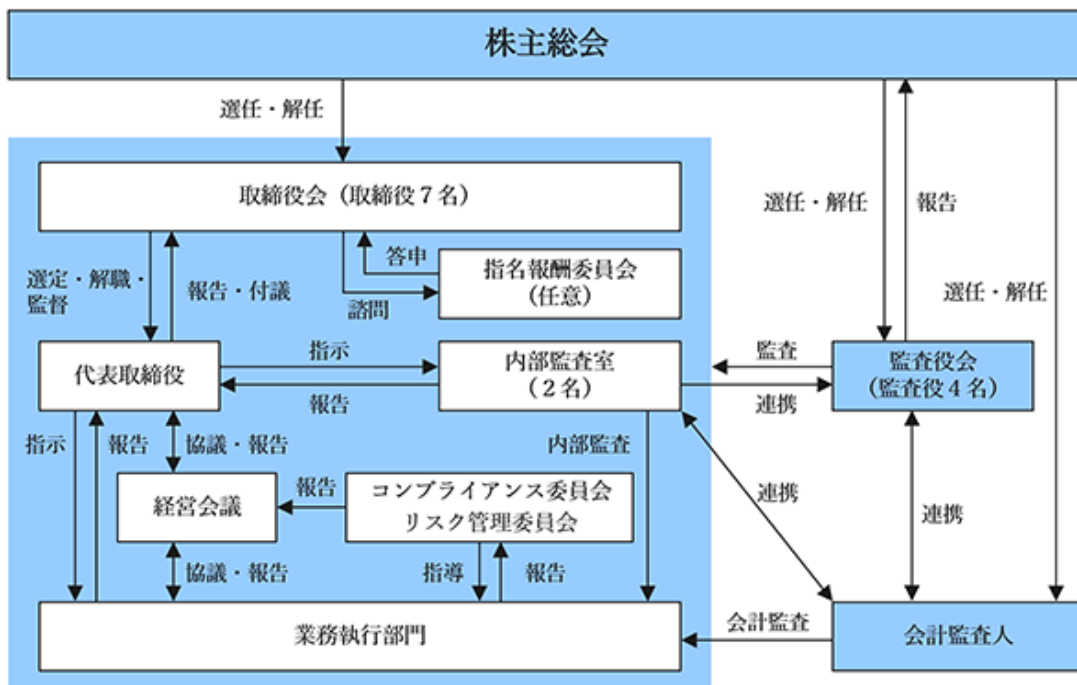 株主総会
選任・解任
取締役会（取締役７名）
選任・解任
報告
答申
指名報酬委員会
（任意）
選定・解職・
監督
報告・付議
諮問
選任・解任
代表取締役
指示
報告
内部監査室
（２名）
監査
連携
監査役会
（監査役４名）
指示
報告
協議・報告
内部監査
経営会議
報告
コンプライアンス委員会
リスク管理委員会
連携
連携
協議・報告
指導
報告
業務執行部門
会計監査
会計監査人